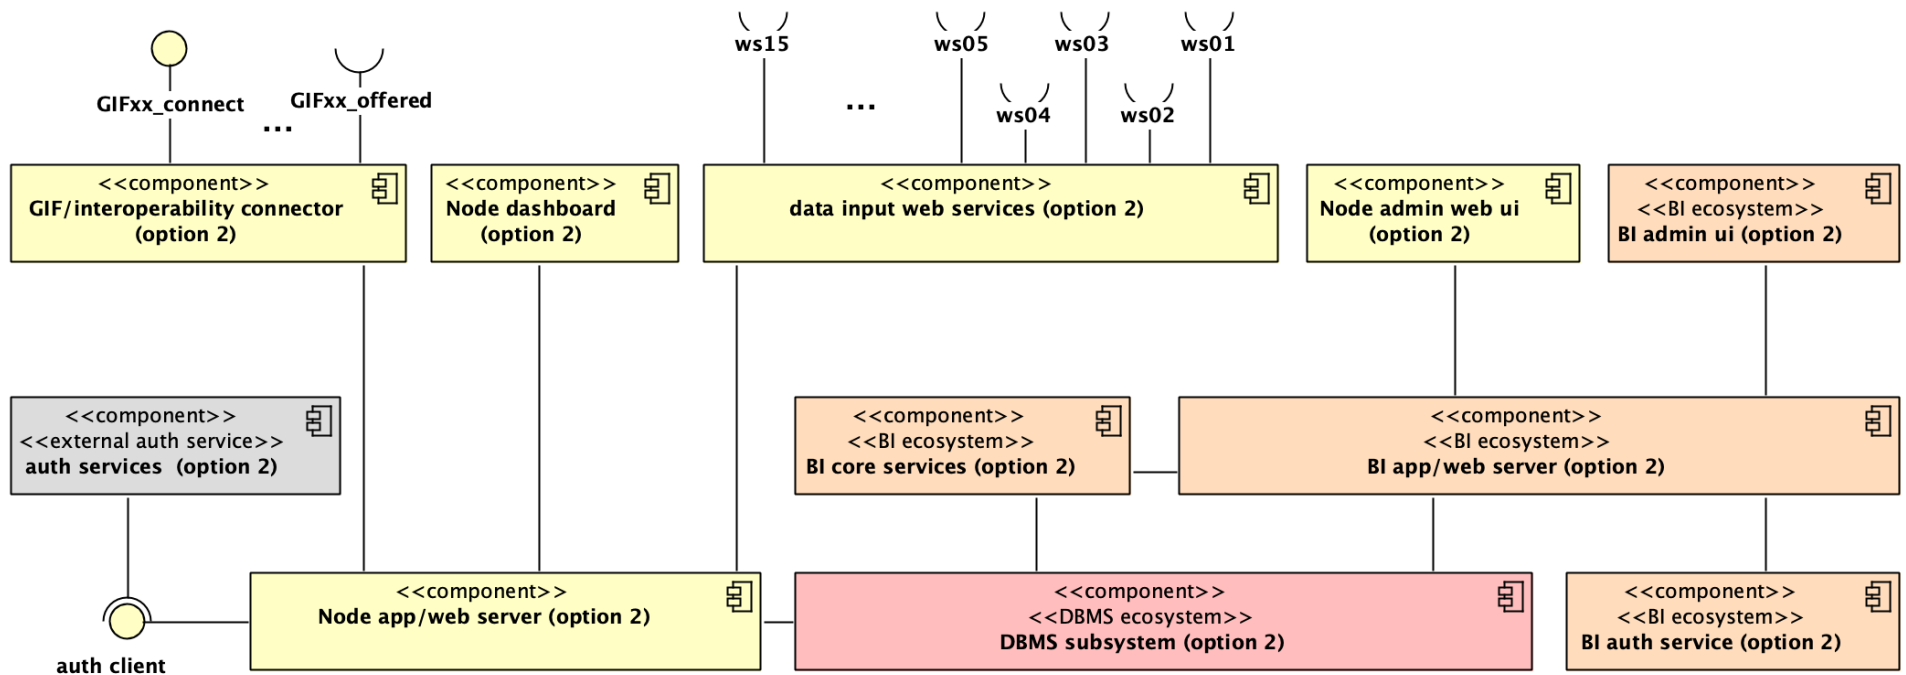 ws15
ws05
ws03
ws01
GIFxx_connect
...
GIFxx_offered
...
ws04
ws02
<<component>>
GIF/interoperability connector
(option 2)
<<component>>
Node dashboard
(option 2)
<<component>>
data input web services (option 2)
<<component>>
Node admin web ui
(option 2)
<<component>>
<<BI ecosystem>>
BI admin ui (option 2)
<<component>>
<<external auth service>>
auth services  (option 2)
<<component>>
<<BI ecosystem>>
BI core services (option 2)
<<component>>
<<BI ecosystem>>
BI app/web server (option 2)
auth client
<<component>>
Node app/web server (option 2)
<<component>>
<<DBMS ecosystem>>
DBMS subsystem (option 2)
<<component>>
<<BI ecosystem>>
BI auth service (option 2)